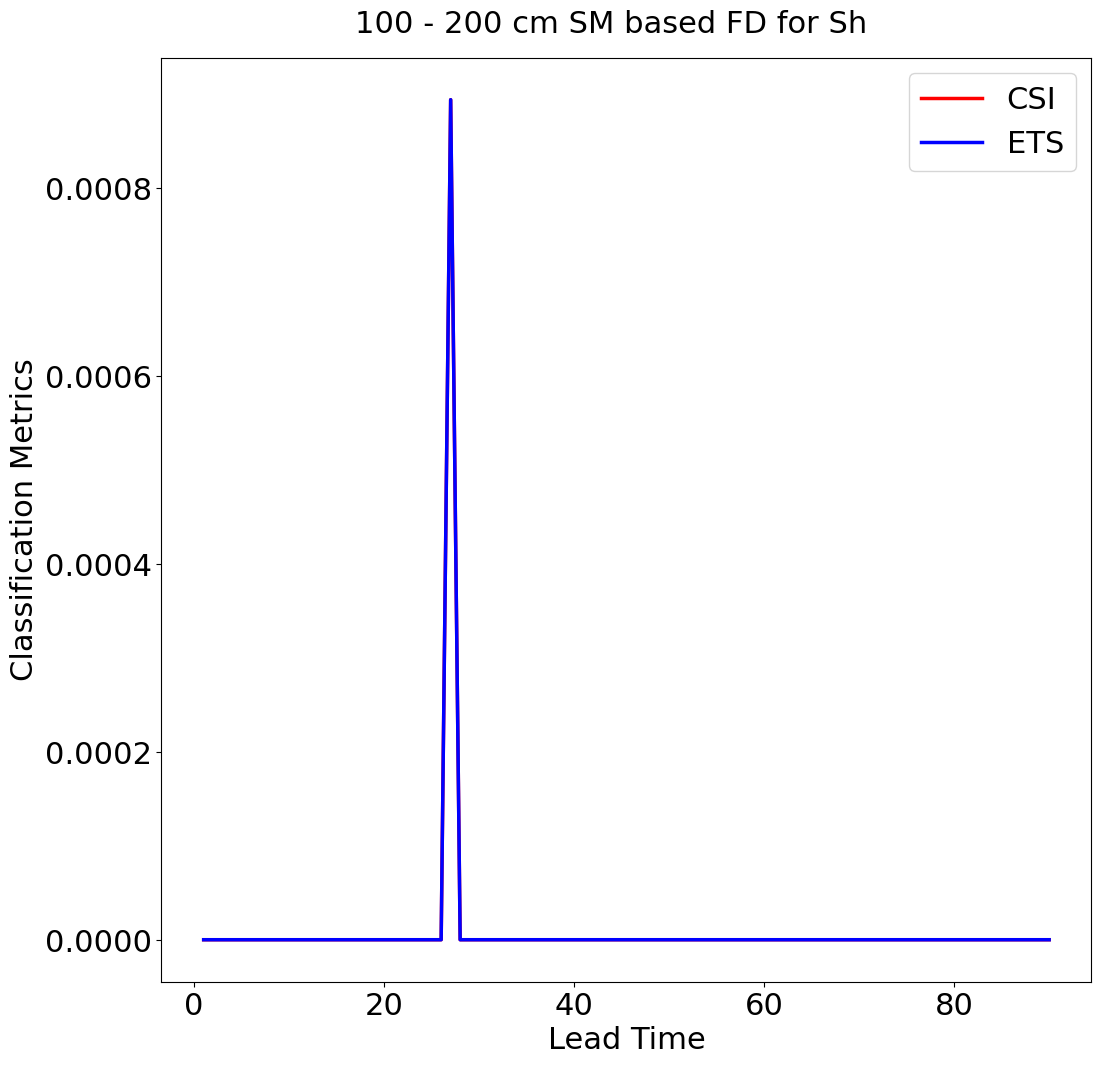 100 - 200 cm SM based FD for Sh
CSI
ETS
0.0008
0.0006
0.0004
0.0002
0.0000
Classification Metrics
0 20 40 60 80
Lead Time